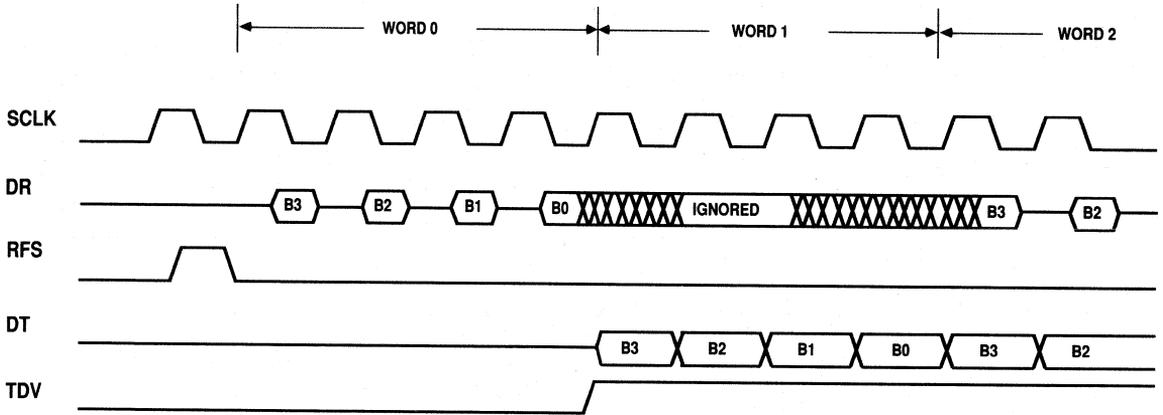 WORD 0 WORD 1 WORD 2
SCLK
DR B3 B2 B1 B0 IGNORED B3 B2
RFS
DT B3 B2 B1 B0 B3 B2
TDV